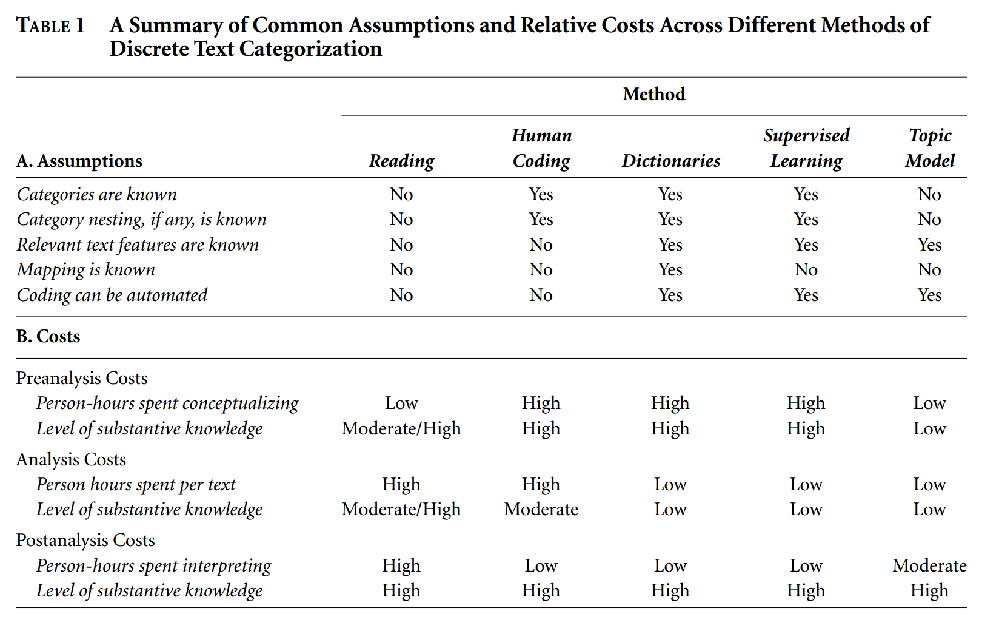 TABLE 1 A Summary of Common Assumptions and Relative Costs Across Different Methods of
Discrete Text Categorization
Method
Human Supervised Topic
A. Assumptions Reading Coding Dictionaries Learning Model
Categories are known No Yes Yes Yes No
Category nesting, if any, is known No Yes Yes Yes No
Relevant text features are known No No Yes Yes Yes
Mapping is known No No Yes No No
Coding can be automated No No Yes Yes Yes
B. Costs
Preanalysis Costs
Person-hours spent conceptualizing Low High High High Low
Level of substantive knowledge Moderate/High High High High Low
Analysis Costs
Person hours spent per text High High Low Low Low
Level of substantive knowledge Moderate/High Moderate Low Low Low
Postanalysis Costs
Person-hours spent interpreting High Low Low Low Moderate
Level of substantive knowledge High High High High High